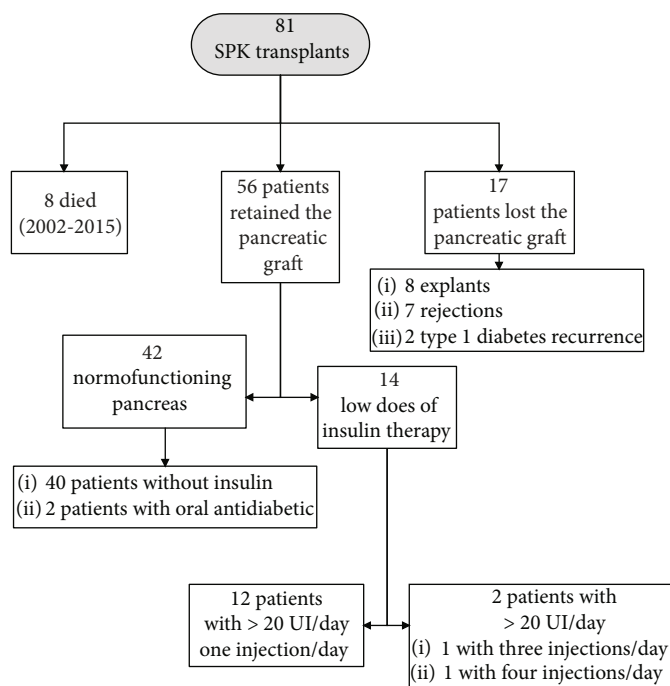 81
SPK transplants
8 died
(2002-2015)
56 patients
retained the
pancreatic
graft
17
patients lost the
pancreatic graft
(i) 8 explants
(ii) 7 rejections
(iii) 2 type 1 diabetes recurrence
42
normofunctioning
pancreas
14
low does of
insulin therapy
(i) 40 patients without insulin
(ii) 2 patients with oral antidiabetic
12 patients
with > 20 UI/day
one injection/day
2 patients with
> 20 UI/day
(i) 1 with three injections/day
(ii) 1 with four injections/day